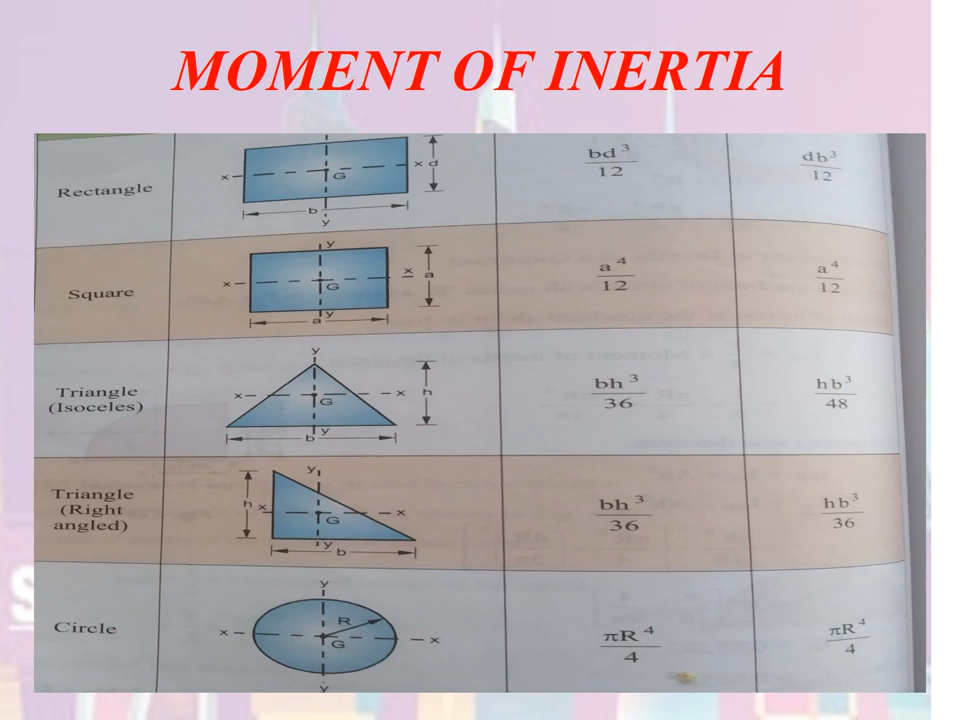 MOMENT OF INERTIA
Rectangle
y
x
G
x
d
b
y
bd³/12
db³/12
Square
y
x
G
x
a
y
a
a⁴/12
a⁴/12
Triangle
(Isoceles)
y
x
G
x
h
y
b
bh³/36
hb³/48
Triangle
(Right
angled)
y
h
x
G
x
y
b
bh³/36
hb³/36
Circle
y
R
x
G
x
y
πR⁴/4
πR⁴/4
S